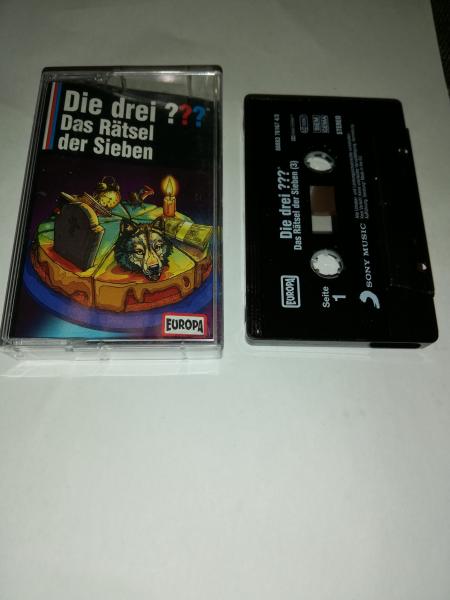 Die drei ???
Das Rätsel
der Sieben
EUROPA
Die drei ???
Das Rätsel der Sieben (3)
EUROPA
Seite
1
SONY MUSIC
STEREO